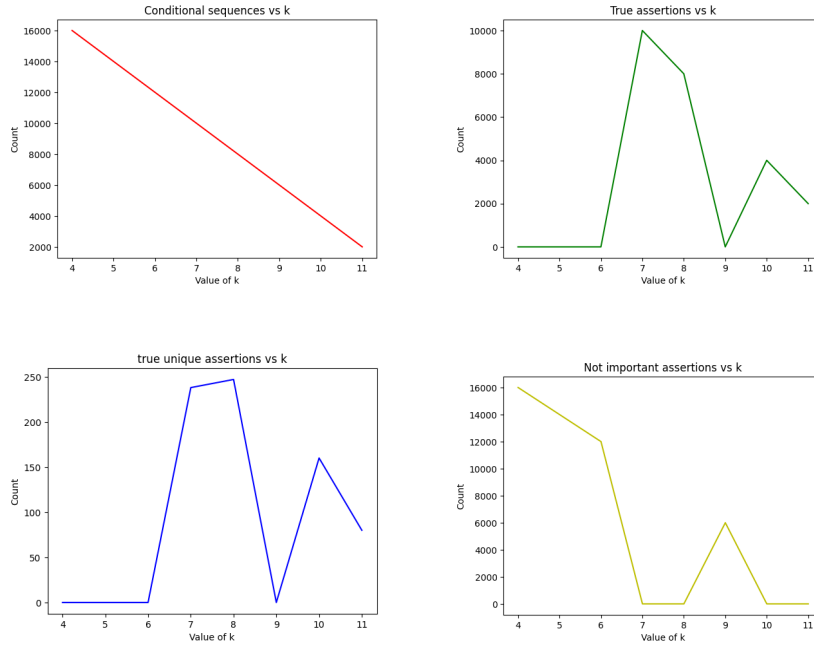 Conditional sequences vs k
16000
14000
12000
10000
8000
6000
4000
2000
Count
4 5 6 7 8 9 10 11
Value of k
True assertions vs k
10000
8000
6000
4000
2000
0
Count
4 5 6 7 8 9 10 11
Value of k
true unique assertions vs k
250
200
150
100
50
0
Count
4 5 6 7 8 9 10 11
Value of k
Not important assertions vs k
16000
14000
12000
10000
8000
6000
4000
2000
0
Count
4 5 6 7 8 9 10 11
Value of k